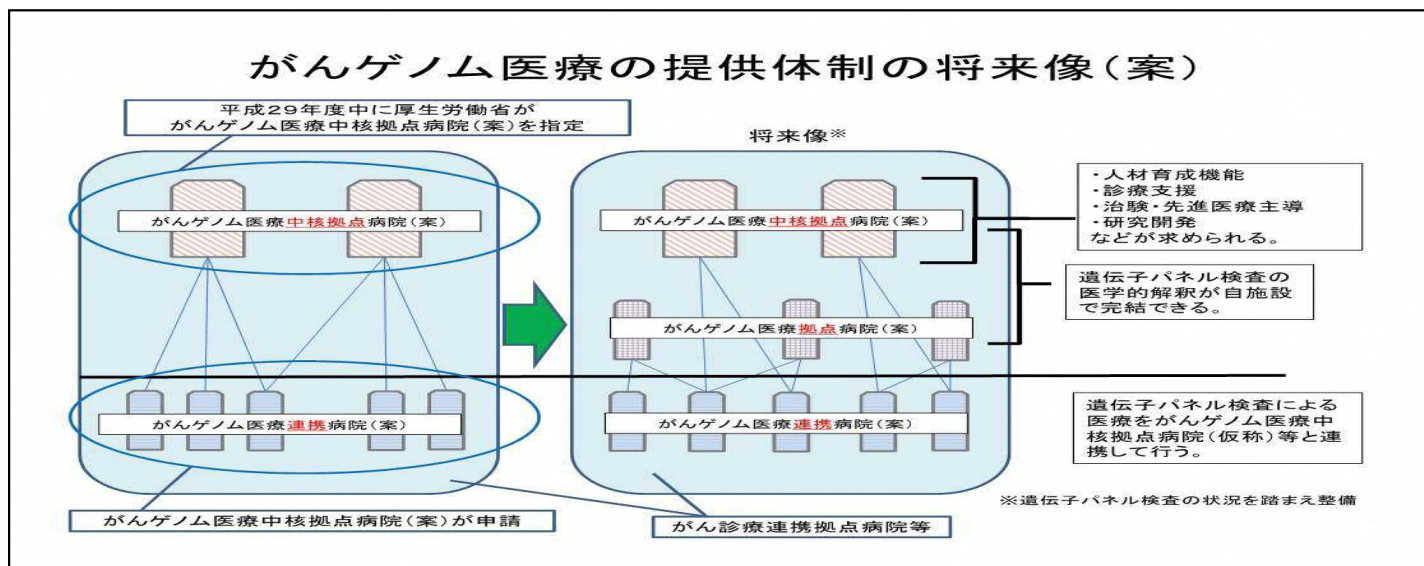 がんゲノム医療の提供体制の将来像(案)
平成29年度中に厚生労働省が
がんゲノム医療中核拠点病院(案)を指定
将来像※
がんゲノム医療中核拠点病院(案)
がんゲノム医療中核拠点病院(案)
・人材育成機能
・診療支援
・治験・先進医療主導
・研究開発
などが求められる。
遺伝子パネル検査の
医学的解釈が自施設
で完結できる。
がんゲノム医療拠点病院(案)
がんゲノム医療連携病院(案)
がんゲノム医療連携病院(案)
遺伝子パネル検査による
医療をがんゲノム医療中
核拠点病院(仮称)等と連
携して行う。
※遺伝子パネル検査の状況を踏まえ整備
がんゲノム医療中核拠点病院(案)が申請
がん診療連携拠点病院等